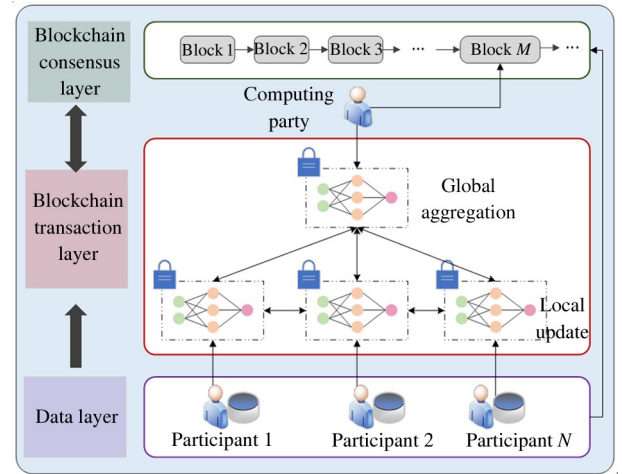 Blockchain
consensus
layer
Block 1
Block 2
Block 3
...
Block M
...
Computing
party
Blockchain
transaction
layer
Global
aggregation
Local
update
Data layer
Participant 1
Participant 2
Participant N